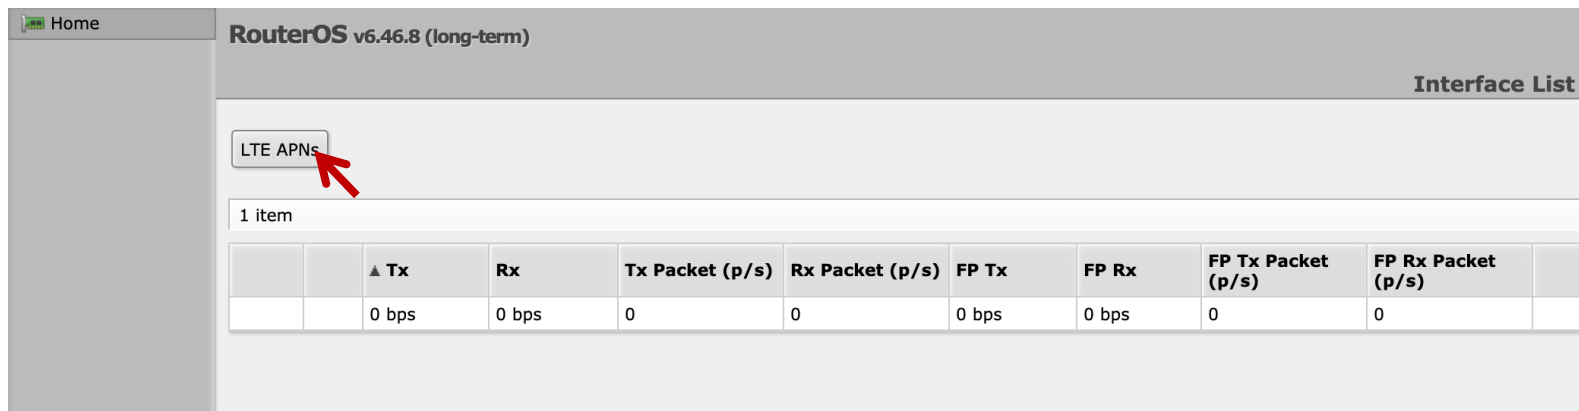 Home
RouterOS v6.46.8 (long-term)
Interface List
LTE APNs
1 item
▲ Tx Rx Tx Packet (p/s) Rx Packet (p/s) FP Tx FP Rx FP Tx Packet (p/s) FP Rx Packet (p/s)
0 bps 0 bps 0 0 0 bps 0 bps 0 0